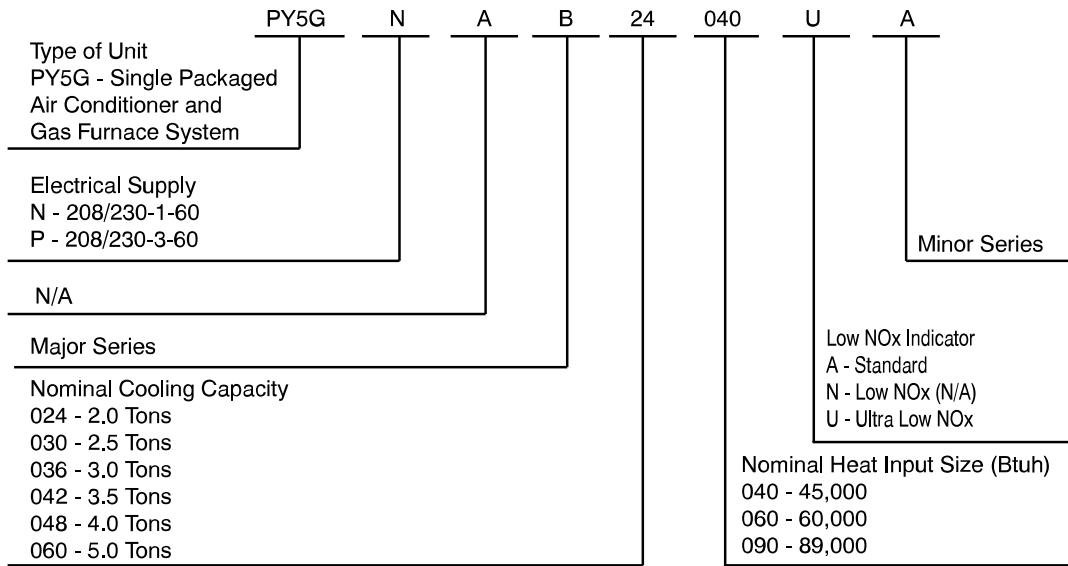 PY5G N A B 24 040 U A
Type of Unit
PY5G - Single Packaged
Air Conditioner and
Gas Furnace System
Electrical Supply
N - 208/230-1-60
P - 208/230-3-60
Minor Series
N/A
Major Series
Low NOx Indicator
A - Standard
N - Low NOx (N/A)
U - Ultra Low NOx
Nominal Cooling Capacity
024 - 2.0 Tons
030 - 2.5 Tons
036 - 3.0 Tons
042 - 3.5 Tons
048 - 4.0 Tons
060 - 5.0 Tons
Nominal Heat Input Size (Btuh)
040 - 45,000
060 - 60,000
090 - 89,000